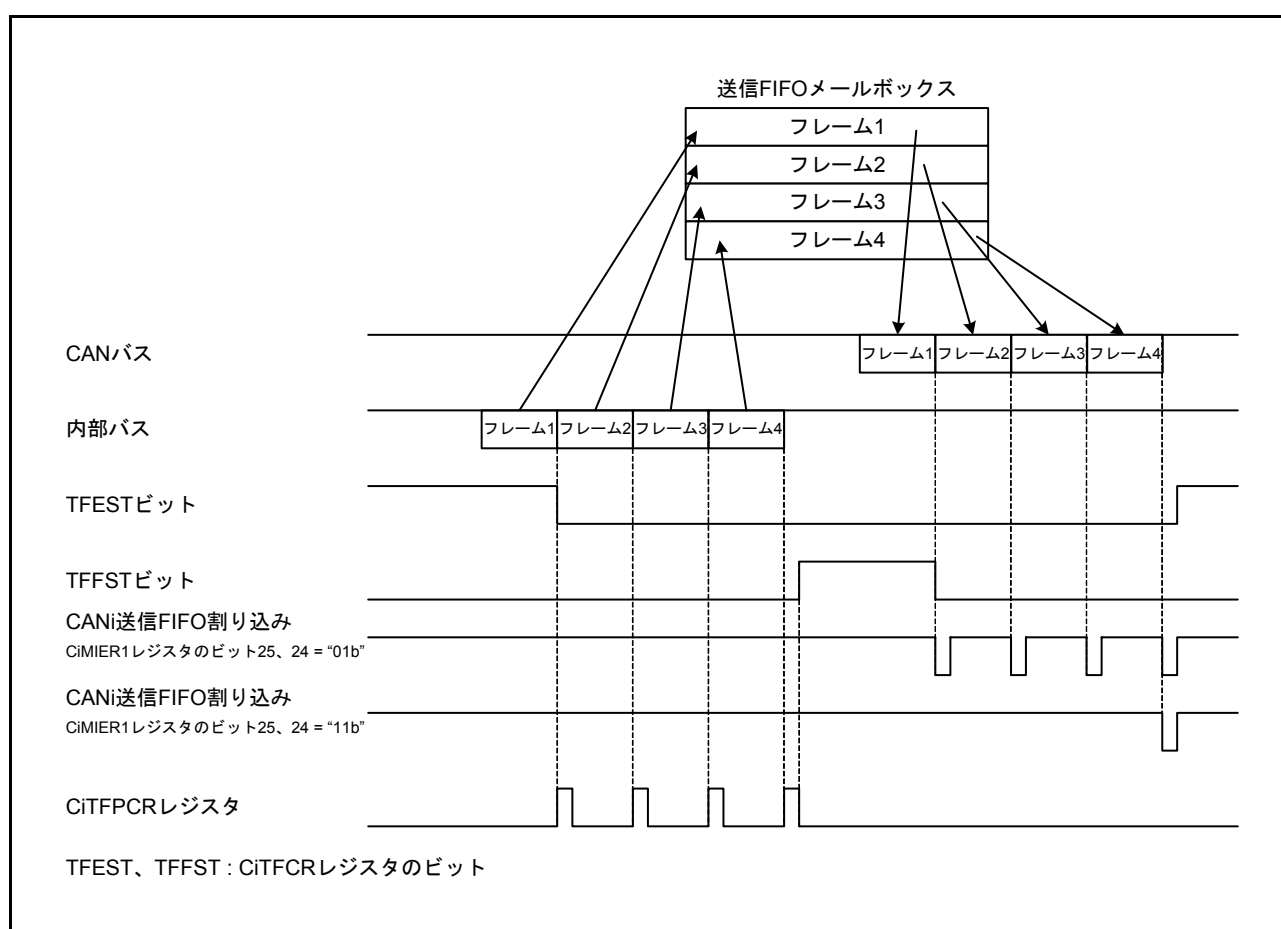 送信FIFOメールボックス
フレーム1
フレーム2
フレーム3
フレーム4
CANバス
フレーム1 フレーム2 フレーム3 フレーム4
内部バス
フレーム1 フレーム2 フレーム3 フレーム4
TFESTビット
TFFSTビット
CANi送信FIFO割り込み
CiMIER1レジスタのビット25、24 = “01b”
CANi送信FIFO割り込み
CiMIER1レジスタのビット25、24 = “11b”
CiTFPCRレジスタ
TFEST、TFFST : CiTFCRレジスタのビット